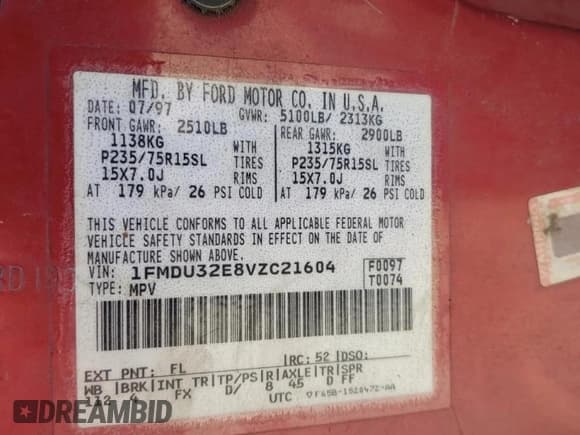 MFD. BY FORD MOTOR CO. IN U.S.A.
DATE: 07/97 GVWR: 5100LB/ 2313KG
FRONT GAWR: 2510LB REAR GAWR: 2900LB
1138KG WITH 1315KG WITH
P235/75R15SL TIRES P235/75R15SL TIRES
15X7.0J RIMS 15X7.0J RIMS
AT 179 kPa/ 26 PSI COLD AT 179 kPa/ 26 PSI COLD
THIS VEHICLE CONFORMS TO ALL APPLICABLE FEDERAL MOTOR
VEHICLE SAFETY STANDARDS IN EFFECT ON THE DATE OF
MANUFACTURE SHOWN ABOVE.
VIN: 1FMDU32E8VZC21604 F0097
TYPE: MPV T0074
EXT PNT: FL RC: 52 DSO:
WB BRK INT TR TP/PS R AXLE TR SPR
112 4 FX D/ 8 45 D FF
UTC
AutoHelperBot